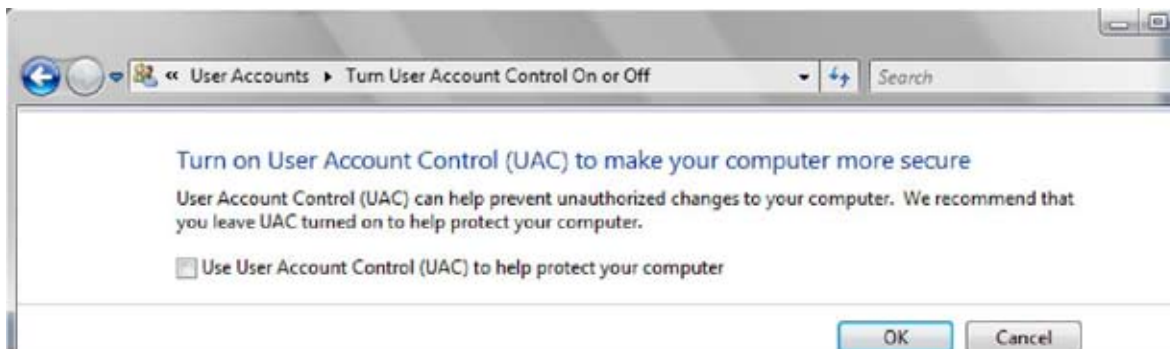 « User Accounts ▸ Turn User Account Control On or Off Search
Turn on User Account Control (UAC) to make your computer more secure
User Account Control (UAC) can help prevent unauthorized changes to your computer. We recommend that
you leave UAC turned on to help protect your computer.
Use User Account Control (UAC) to help protect your computer
OK Cancel